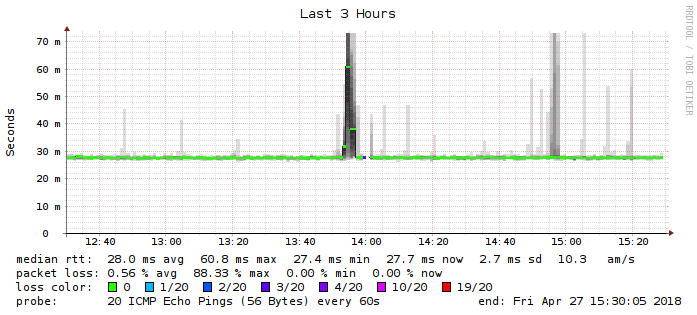 Last 3 Hours
RRDTOOL / TOBI OETIKER
Seconds
70 m
60 m
50 m
40 m
30 m
20 m
10 m
0
12:40 13:00 13:20 13:40 14:00 14:20 14:40 15:00 15:20
median rtt: 28.0 ms avg 60.8 ms max 27.4 ms min 27.7 ms now 2.7 ms sd 10.3 am/s
packet loss: 0.56 % avg 88.33 % max 0.00 % min 0.00 % now
loss color: 0 1/20 2/20 3/20 4/20 10/20 19/20
probe: 20 ICMP Echo Pings (56 Bytes) every 60s end: Fri Apr 27 15:30:05 2018